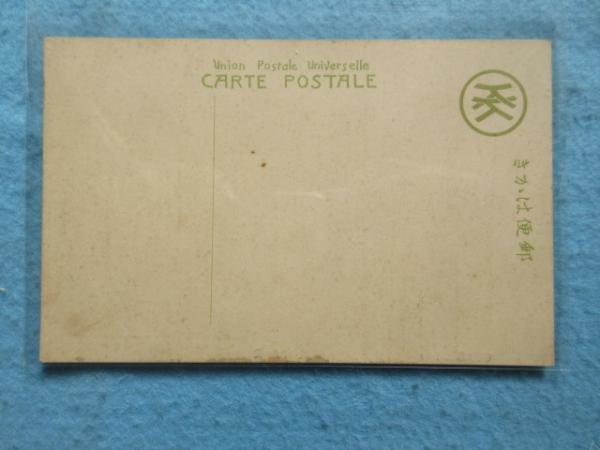 Union Postale Universelle
CARTE POSTALE
郵便はがき